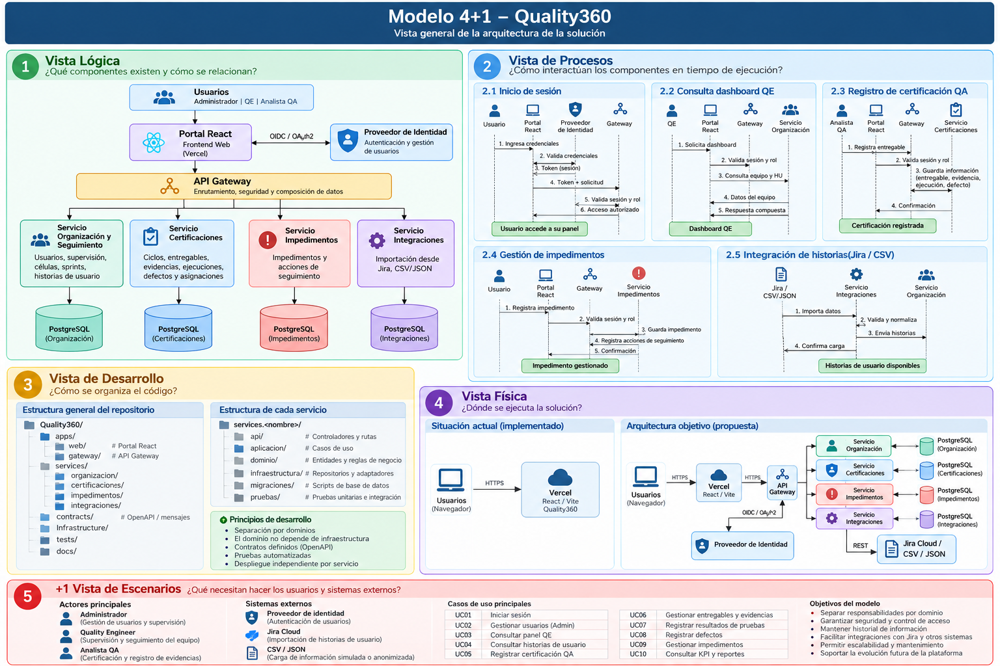 Modelo 4+1 – Quality360
Vista general de la arquitectura de la solución
1
Vista Lógica
¿Qué componentes existen y cómo se relacionan?
Usuarios
Administrador | QE | Analista QA
Portal React
Frontend Web
(Vercel)
OIDC / OAuth2
Proveedor de Identidad
Autenticación y gestión
de usuarios
API Gateway
Enrutamiento, seguridad y composición de datos
Servicio
Organización y
Seguimiento
Usuarios, supervisión,
células, sprints,
historias de usuario
Servicio
Certificaciones
Ciclos, entregables,
evidencias, ejecuciones,
defectos y asignaciones
Servicio
Impedimentos
Impedimentos y
acciones de
seguimiento
Servicio
Integraciones
Importación desde
Jira, CSV/JSON
PostgreSQL
(Organización)
PostgreSQL
(Certificaciones)
PostgreSQL
(Impedimentos)
PostgreSQL
(Integraciones)
2
Vista de Procesos
¿Cómo interactúan los componentes en tiempo de ejecución?
2.1 Inicio de sesión
Usuario
Portal
React
Proveedor
de Identidad
Gateway
1. Ingresa credenciales
2. Valida credenciales
3. Token (sesión)
4. Token + solicitud
5. Valida sesión y rol
6. Acceso autorizado
Usuario accede a su panel
2.2 Consulta dashboard QE
QE
Portal
React
Gateway
Servicio
Organización
1. Solicita dashboard
2. Valida sesión y rol
3. Consulta equipo y HU
4. Datos del equipo
5. Respuesta compuesta
Dashboard QE
2.3 Registro de certificación QA
Analista
QA
Portal
React
Gateway
Servicio
Certificaciones
1. Registra entregable
2. Valida sesión y rol
3. Guarda información
(entregable, evidencia,
ejecución, defecto)
4. Confirmación
Certificación registrada
2.4 Gestión de impedimentos
Usuario
Portal
React
Gateway
Servicio
Impedimentos
1. Registra impedimento
2. Valida sesión y rol
3. Guarda impedimento
4. Registra acciones de seguimiento
5. Confirmación
Impedimento gestionado
2.5 Integración de historias(Jira / CSV)
Jira /
CSV/JSON
Servicio
Integraciones
Servicio
Organización
1. Importa datos
2. Valida y normaliza
3. Envia historias
4. Confirma carga
Historias de usuario disponibles
3
Vista de Desarrollo
¿Cómo se organiza el código?
Estructura general del repositorio
Quality360/
apps/
web/ # Portal React
gateway/ # API Gateway
services/
organizacion/
certificaciones/
impedimentos/
integraciones/
contracts/ # OpenAPI / mensajes
Infrastructure/
tests/
docs/
Estructura de cada servicio
services.<nombre>/
api/ # Controladores y rutas
aplicacion/ # Casos de uso
dominio/ # Entidades y reglas de negocio
infraestructura/ # Repositorios y adaptadores
migraciones/ # Scripts de base de datos
pruebas/ # Pruebas unitarias e integración
Principios de desarrollo
• Separación por dominios
• El dominio no depende de infraestructura
• Contratos definidos (OpenAPI)
• Pruebas automatizadas
• Despliegue independiente por servicio
4
Vista Física
¿Dónde se ejecuta la solución?
Situación actual (implementado)
Usuarios
(Navegador)
HTTPS
Vercel
React / Vite
Quality360
Arquitectura objetivo (propuesta)
Usuarios
(Navegador)
HTTPS
Vercel
React / Vite
HTTPS
API
Gateway
OIDC / OAuth2
Proveedor de Identidad
Servicio
Organización
PostgreSQL
(Organización)
Servicio
Certificaciones
PostgreSQL
(Certificaciones)
Servicio
Impedimentos
PostgreSQL
(Impedimentos)
Servicio
Integraciones
PostgreSQL
(Integraciones)
REST
Jira Cloud /
CSV / JSON
5
+1 Vista de Escenarios ¿Qué necesitan hacer los usuarios y sistemas externos?
Actores principales
Administrador
(Gestión de usuarios y supervisión)
Quality Engineer
(Supervisión y seguimiento del equipo)
Analista QA
(Certificación y registro de evidencias)
Sistemas externos
Proveedor de identidad
(Autenticación de usuarios)
Jira Cloud
(Importación de historias de usuario)
CSV / JSON
(Carga de información simulada o anonimizada)
Casos de uso principales
UC01 Iniciar sesión
UC02 Gestionar usuarios (Admin)
UC03 Consultar panel QE
UC04 Consultar historias de usuario
UC05 Registrar certificación QA
UC06 Gestionar entregables y evidencias
UC07 Registrar resultados de pruebas
UC08 Registrar defectos
UC09 Gestionar impedimentos
UC10 Consultar KPI y reportes
Objetivos del modelo
• Separar responsabilidades por dominio
• Garantizar seguridad y control de acceso
• Mantener historial de información
• Facilitar integraciones con Jira y otros sistemas
• Permitir escalabilidad y mantenimiento
• Soportar la evolución futura de la plataforma